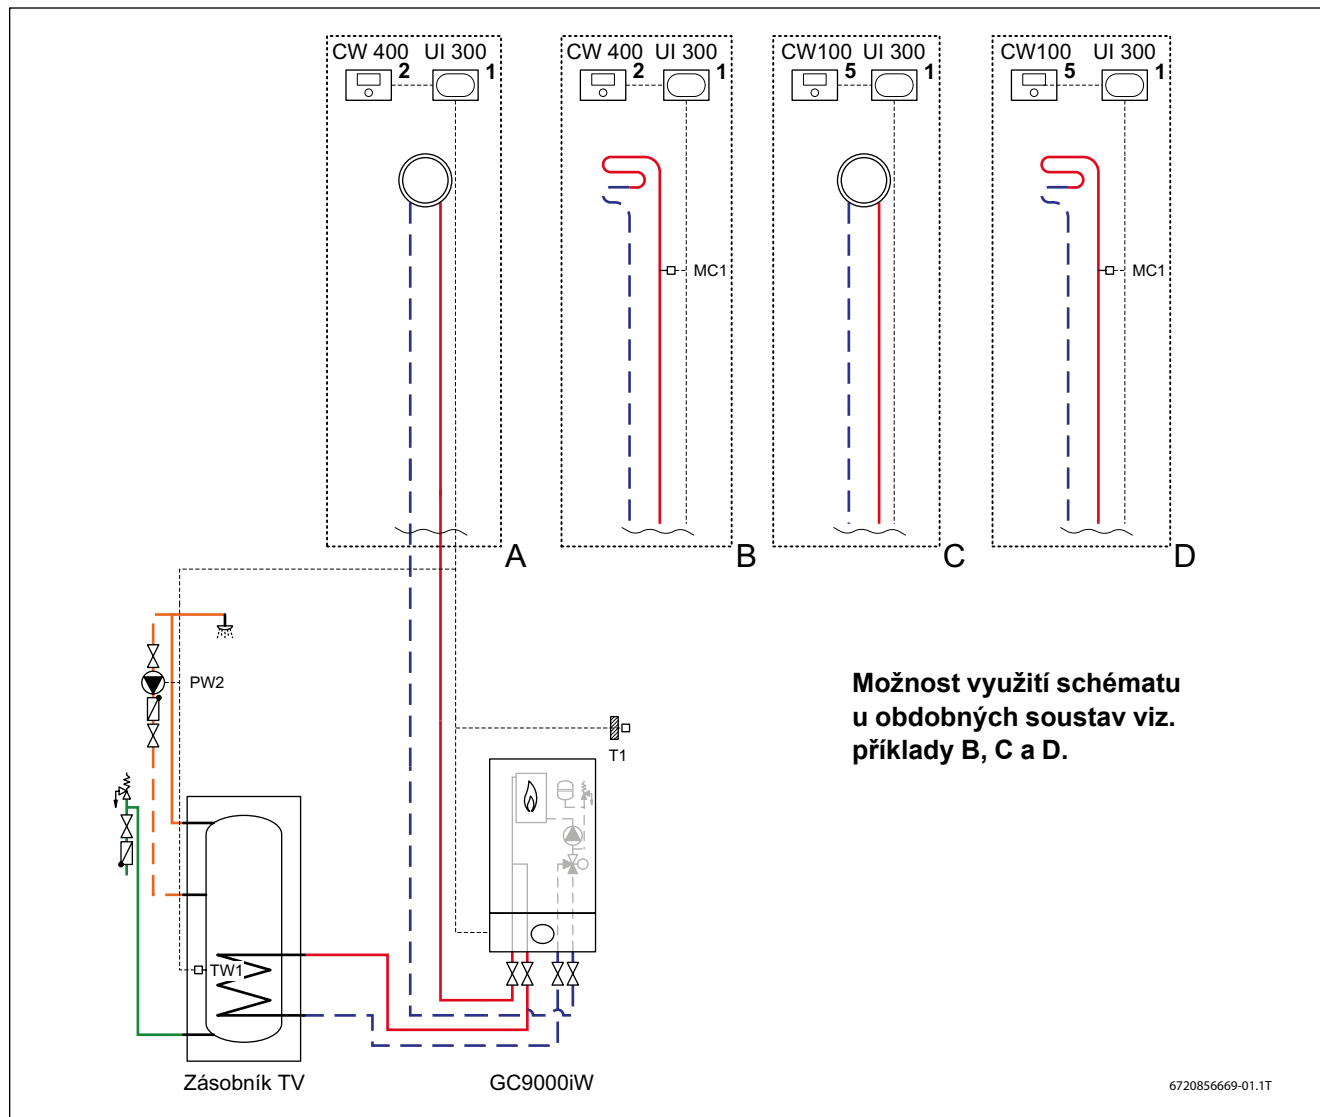 CW 400 UI 300
2 1
CW 400 UI 300
2 1
CW100 UI 300
5 1
CW100 UI 300
5 1
MC1
MC1
A
B
C
D
PW2
T1
Možnost využití schématu
u obdobných soustav viz.
příklady B, C a D.
TW1
Zásobník TV
GC9000iW
6720856669-01.1T